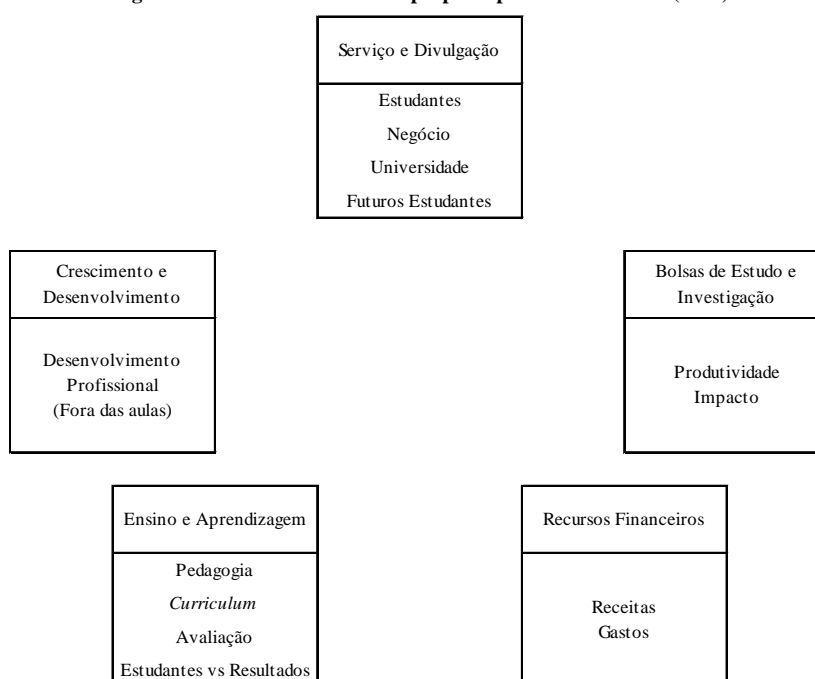 Serviço e Divulgação
Estudantes
Negócio
Universidade
Futuros Estudantes
Crescimento e
Desenvolvimento
Desenvolvimento
Profissional
(Fora das aulas)
Bolsas de Estudo e
Investigação
Produtividade
Impacto
Ensino e Aprendizagem
Pedagogia
Curriculum
Avaliação
Estudantes vs Resultados
Recursos Financeiros
Receitas
Gastos